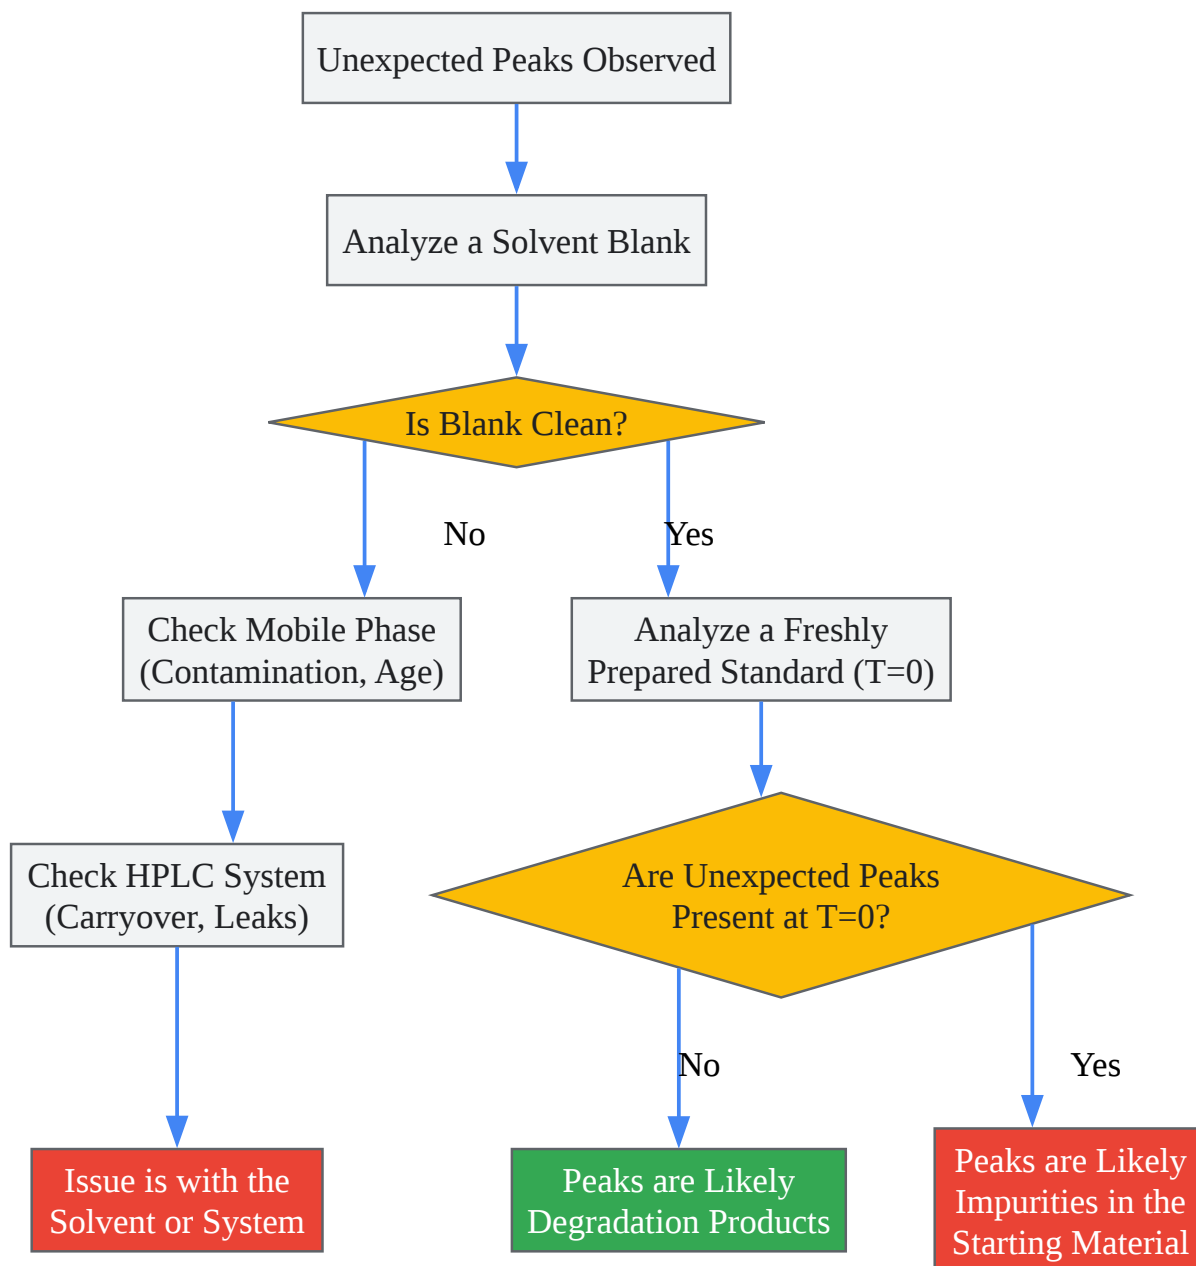 Unexpected Peaks Observed
Analyze a Solvent Blank
Is Blank Clean?
No
Yes
Check Mobile Phase
(Contamination, Age)
Analyze a Freshly
Prepared Standard (T=0)
Check HPLC System
(Carryover, Leaks)
Are Unexpected Peaks
Present at T=0?
No
Yes
Issue is with the
Solvent or System
Peaks are Likely
Degradation Products
Peaks are Likely
Impurities in the
Starting Material